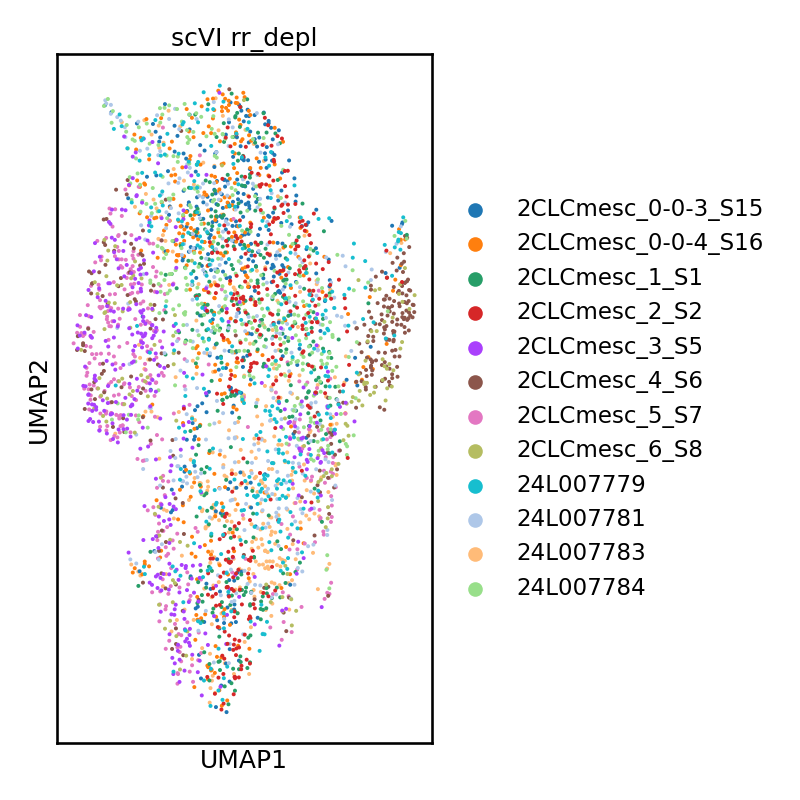 scVI rr_depl
UMAP2
UMAP1
2CLCmesc_0-0-3_S15
2CLCmesc_0-0-4_S16
2CLCmesc_1_S1
2CLCmesc_2_S2
2CLCmesc_3_S5
2CLCmesc_4_S6
2CLCmesc_5_S7
2CLCmesc_6_S8
24L007779
24L007781
24L007783
24L007784